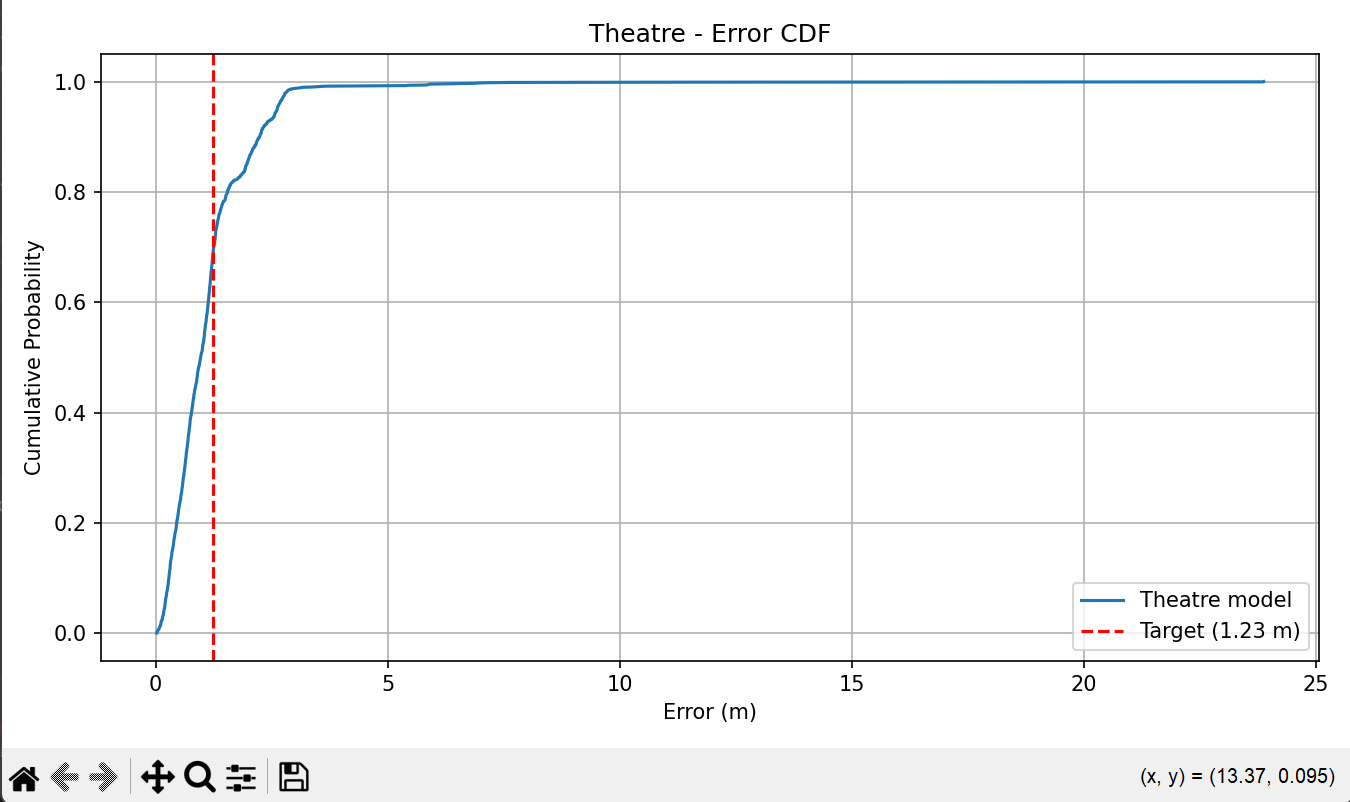 Theatre - Error CDF
1.0
0.8
0.6
0.4
0.2
0.0
Cumulative Probability
Theatre model
Target (1.23 m)
0 5 10 15 20 25
Error (m)
(x, y) = (13.37, 0.095)